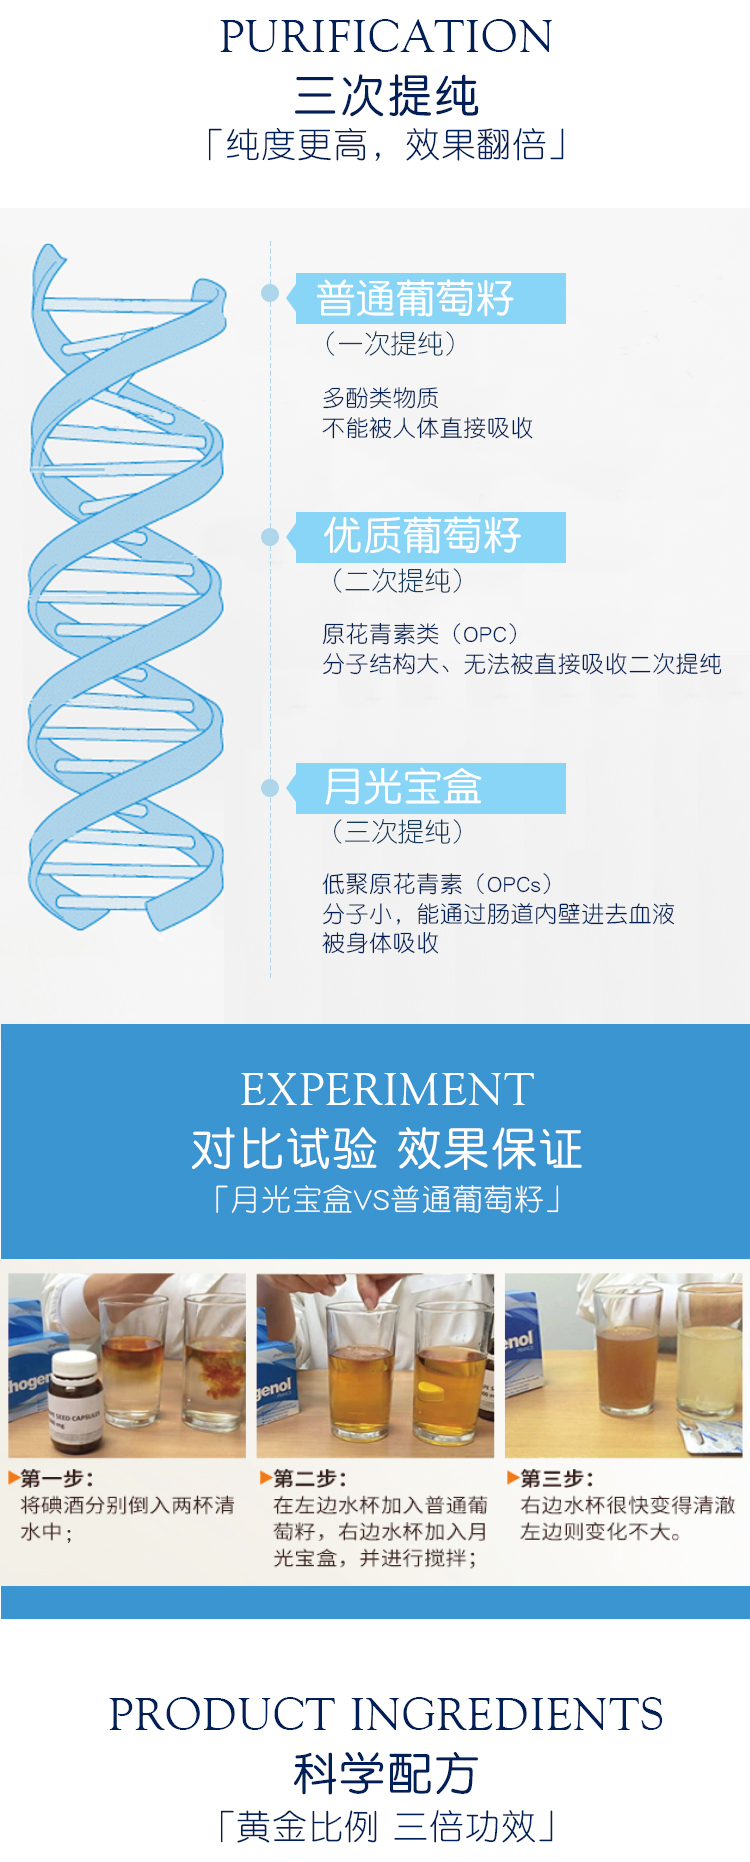 PURIFICATION
三次提纯
「纯度更高，效果翻倍」
普通葡萄籽
（一次提纯）
多酚类物质
不能被人体直接吸收
优质葡萄籽
（二次提纯）
原花青素类（OPC）
分子结构大、无法被直接吸收二次提纯
月光宝盒
（三次提纯）
低聚原花青素（OPCs）
分子小，能通过肠道内壁进去血液
被身体吸收
EXPERIMENT
对比试验 效果保证
「月光宝盒VS普通葡萄籽」
hogen
SEED CAPSULES
genol
enol
第一步：
将碘酒分别倒入两杯清
水中；
第二步：
在左边水杯加入普通葡
萄籽，右边水杯加入月
光宝盒，并进行搅拌；
第三步：
右边水杯很快变得清澈
左边则变化不大。
PRODUCT INGREDIENTS
科学配方
「黄金比例 三倍功效」